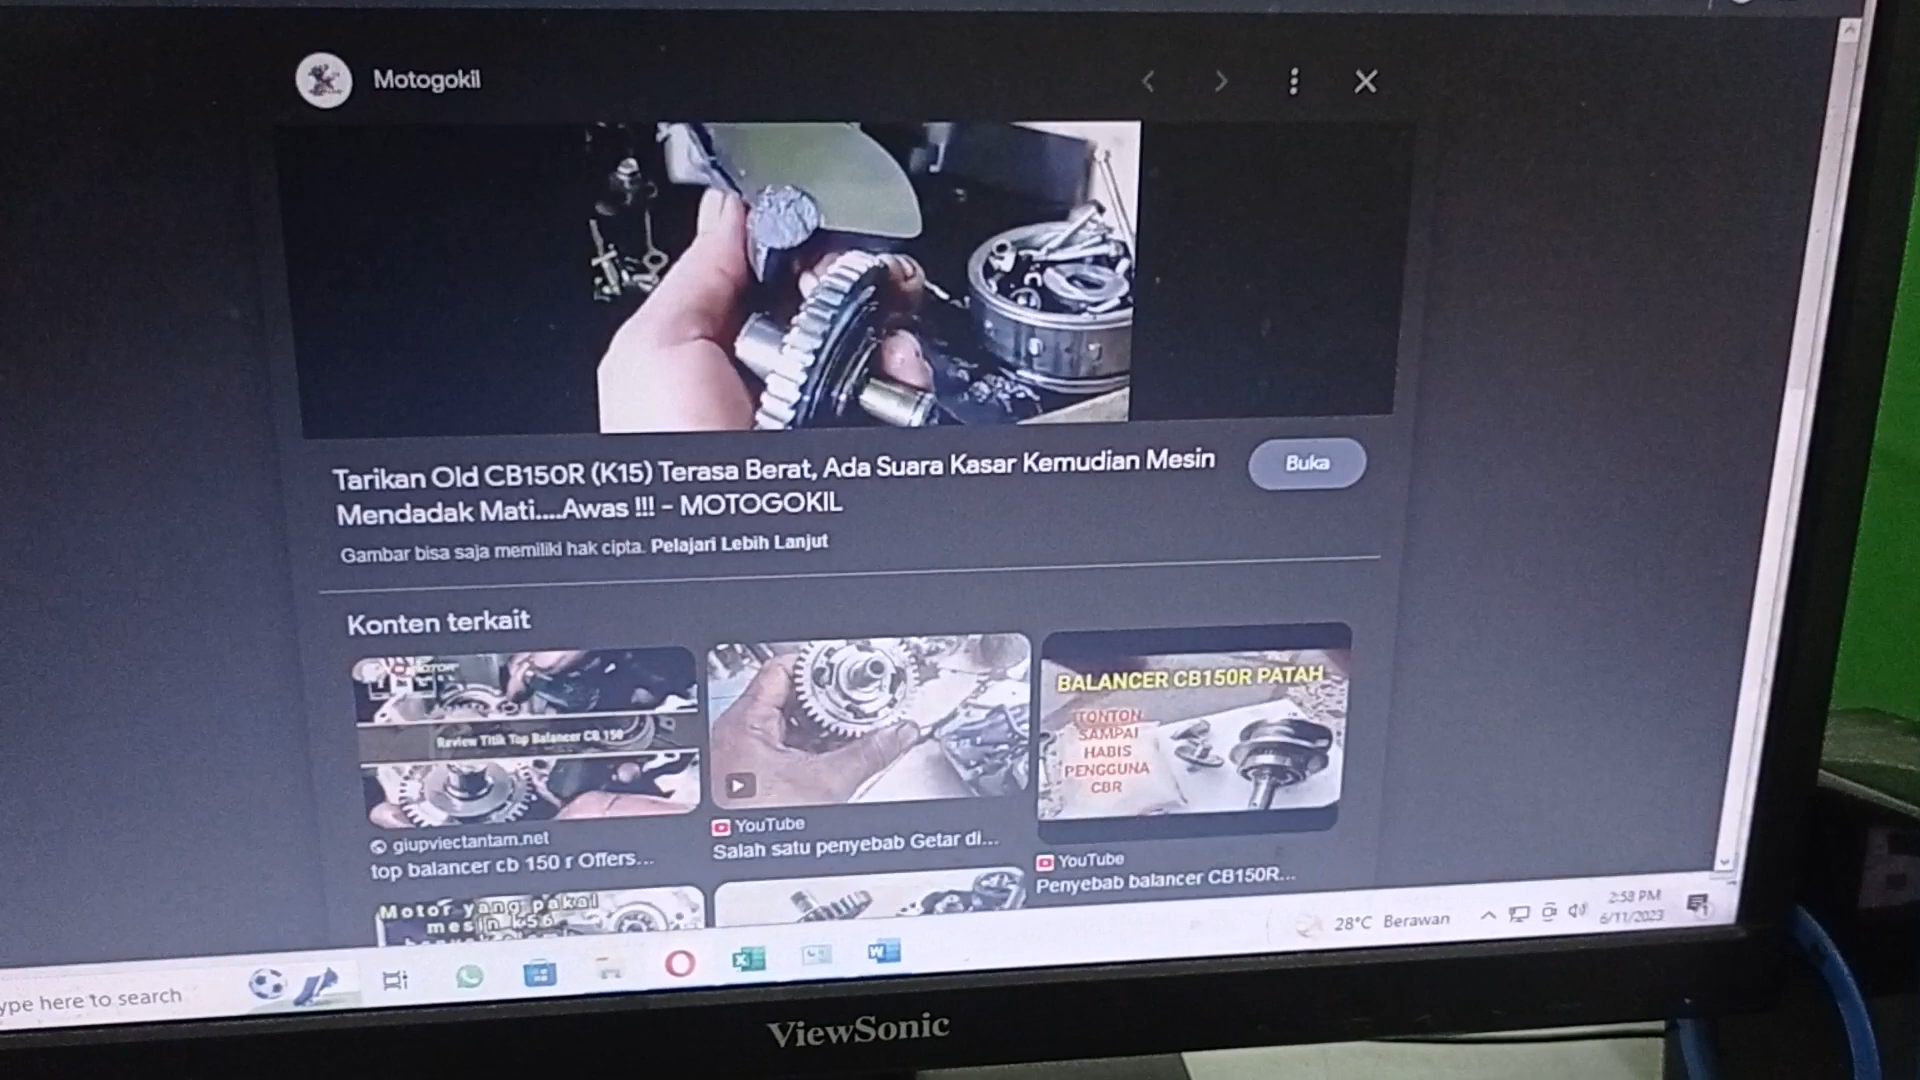 Motogokil
Tarikan Old CB150R (K15) Terasa Berat, Ada Suara Kasar Kemudian Mesin
Mendadak Mati....Awas !!! - MOTOGOKIL
Buka
Gambar bisa saja memiliki hak cipta. Pelajari Lebih Lanjut
Konten terkait
Review Titik Top Balancer CB 150
giupviectantam.net
top balancer cb 150 r Offers...
YouTube
Salah satu penyebab Getar di...
BALANCER CB150R PATAH
TONTON
SAMPAI
HABIS
PENGGUNA
CBR
YouTube
Penyebab balancer CB150R...
Motor yang pakai
mesin k56
ype here to search
28°C Berawan
2:58 PM
6/11/2023
ViewSonic